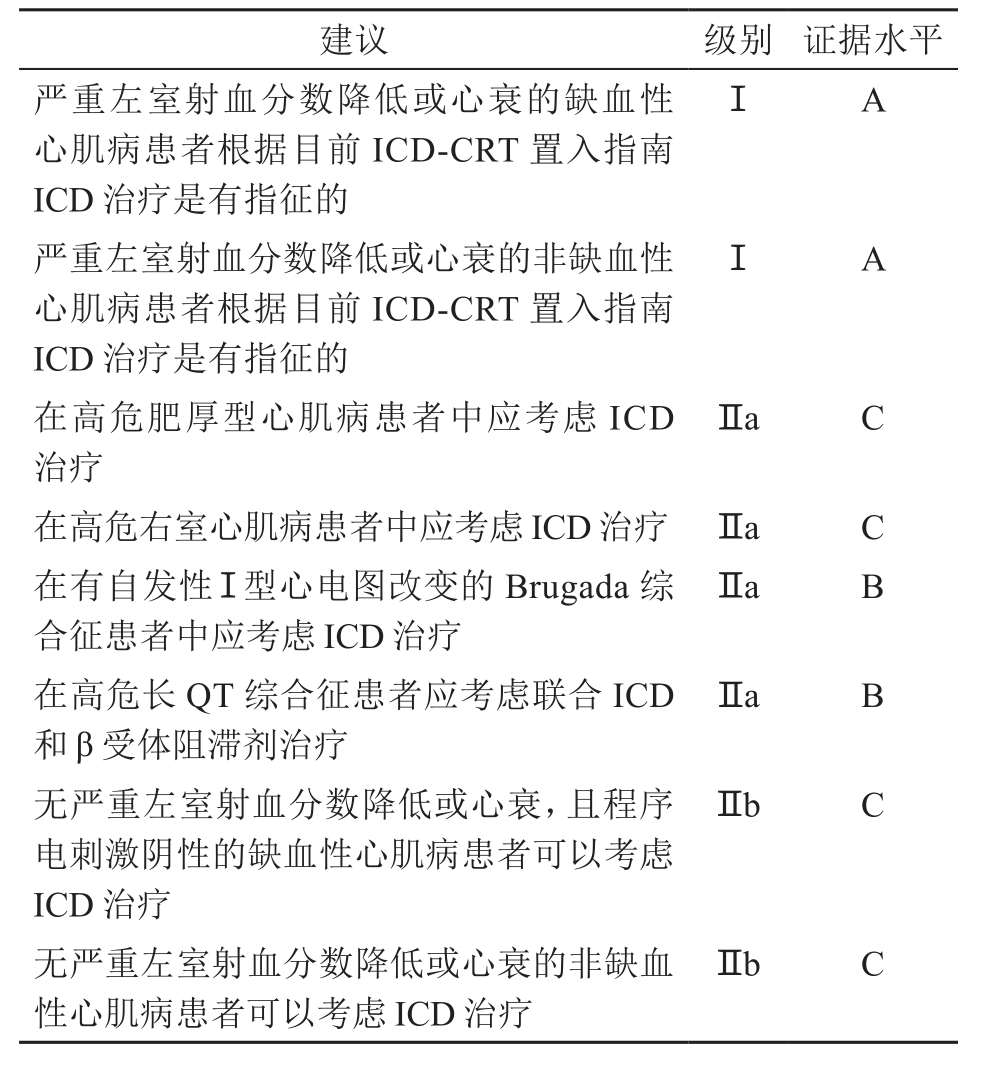 建议 级别 证据水平
严重左室射血分数降低或心衰的缺血性 Ⅰ A
心肌病患者根据目前 ICD-CRT 置入指南
ICD 治疗是有指征的
严重左室射血分数降低或心衰的非缺血性 Ⅰ A
心肌病患者根据目前 ICD-CRT 置入指南
ICD 治疗是有指征的
在高危肥厚型心肌病患者中应考虑 ICD Ⅱa C
治疗
在高危右室心肌病患者中应考虑 ICD 治疗 Ⅱa C
在有自发性Ⅰ型心电图改变的 Brugada 综 Ⅱa B
合征患者中应考虑 ICD 治疗
在高危长 QT 综合征患者应考虑联合 ICD Ⅱa B
和 β 受体阻滞剂治疗
无严重左室射血分数降低或心衰，且程序 Ⅱb C
电刺激阴性的缺血性心肌病患者可以考虑
ICD 治疗
无严重左室射血分数降低或心衰的非缺血 Ⅱb C
性心肌病患者可以考虑 ICD 治疗